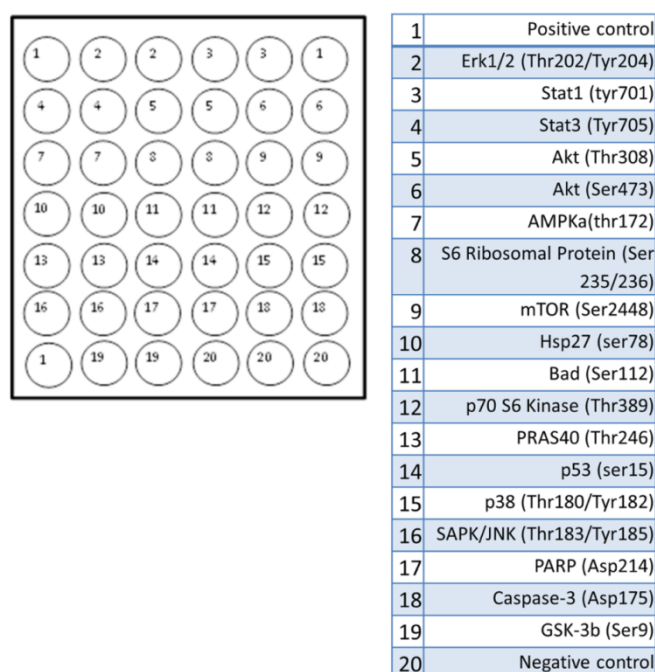 1 2 2 3 3 1
4 4 5 5 6 6
7 7 8 8 9 9
10 10 11 11 12 12
13 13 14 14 15 15
16 16 17 17 18 18
1 19 19 20 20 20
1 Positive control
2 Erk1/2 (Thr202/Tyr204)
3 Stat1 (tyr701)
4 Stat3 (Tyr705)
5 Akt (Thr308)
6 Akt (Ser473)
7 AMPKa(thr172)
8 S6 Ribosomal Protein (Ser
235/236)
9 mTOR (Ser2448)
10 Hsp27 (ser78)
11 Bad (Ser112)
12 p70 S6 Kinase (Thr389)
13 PRAS40 (Thr246)
14 p53 (ser15)
15 p38 (Thr180/Tyr182)
16 SAPK/JNK (Thr183/Tyr185)
17 PARP (Asp214)
18 Caspase-3 (Asp175)
19 GSK-3b (Ser9)
20 Negative control